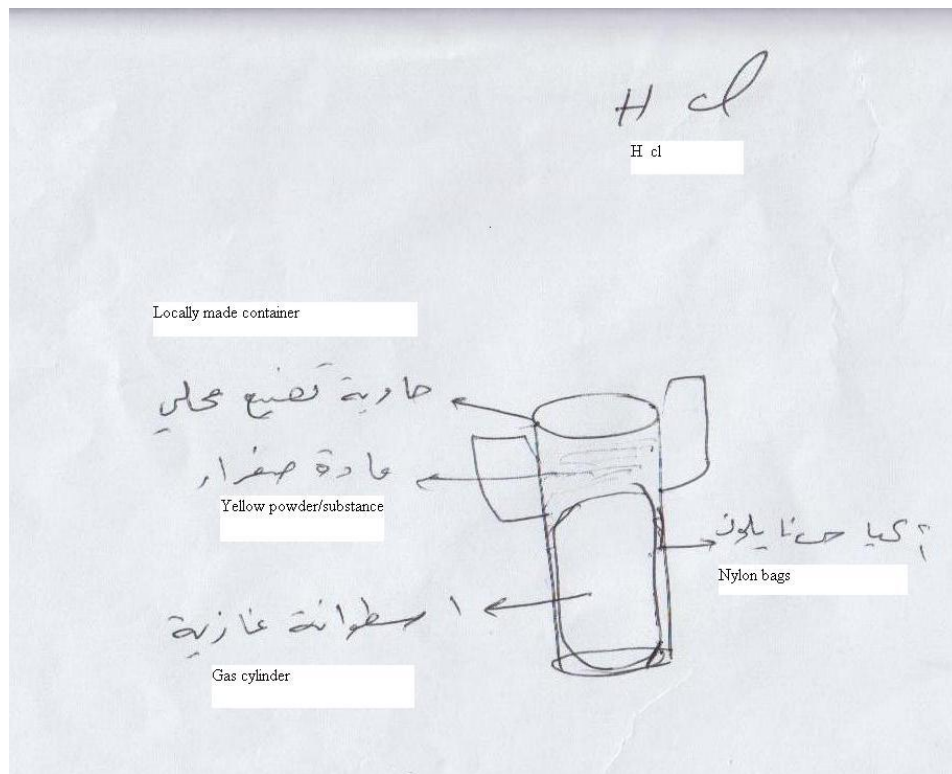 H cl
H cl
Locally made container
حاوية تصنيع محلي
مادة صفراء
Yellow powder/substance
أكياس نايلون
Nylon bags
اسطوانة غازية
Gas cylinder